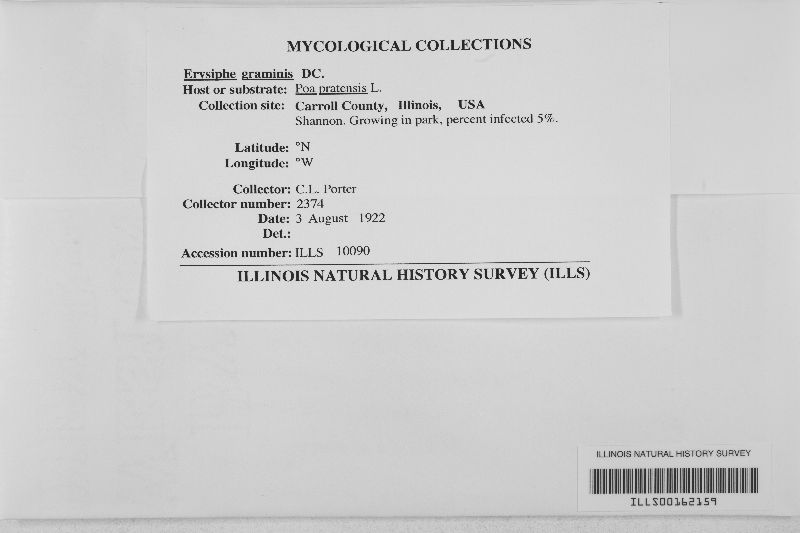 MYCOLOGICAL COLLECTIONS
Erysiphe graminis DC.
Host or substrate: Poa pratensis L.
Collection site: Carroll County, Illinois, USA
Shannon. Growing in park, percent infected 5%.
Latitude: °N
Longitude: °W
Collector: C.L. Porter
Collector number: 2374
Date: 3 August 1922
Det.:
Accession number: ILLS 10090
ILLINOIS NATURAL HISTORY SURVEY (ILLS)
ILLINOIS NATURAL HISTORY SURVEY
ILLS00162159